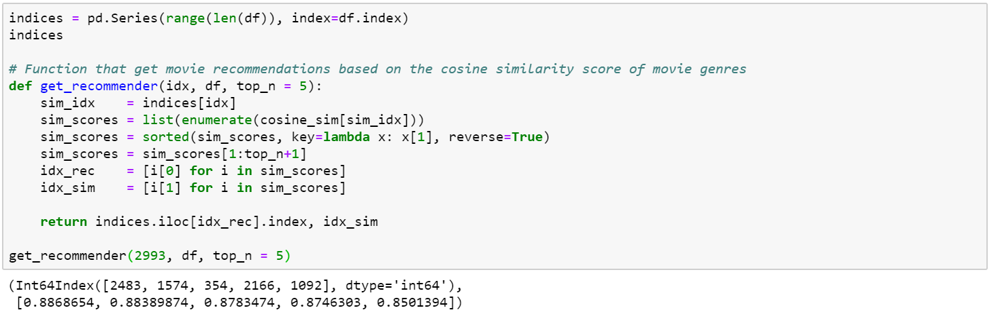 indices = pd.Series(range(len(df)), index=df.index)
indices
# Function that get movie recommendations based on the cosine similarity score of movie genres
def get_recommender(idx, df, top_n = 5):
    sim_idx    = indices[idx]
    sim_scores = list(enumerate(cosine_sim[sim_idx]))
    sim_scores = sorted(sim_scores, key=lambda x: x[1], reverse=True)
    sim_scores = sim_scores[1:top_n+1]
    idx_rec    = [i[0] for i in sim_scores]
    idx_sim    = [i[1] for i in sim_scores]
    return indices.iloc[idx_rec].index, idx_sim
get_recommender(2993, df, top_n = 5)
(Int64Index([2483, 1574, 354, 2166, 1092], dtype='int64'),
 [0.8868654, 0.88389874, 0.8783474, 0.8746303, 0.8501394])